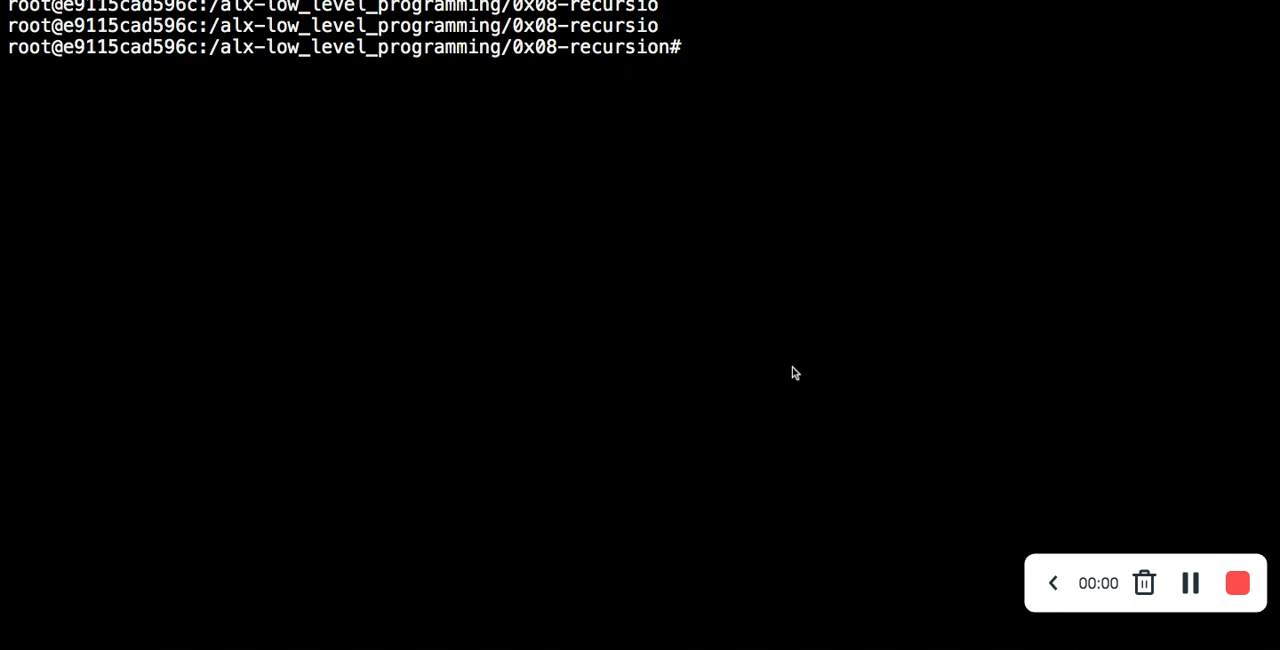 root@e9115cad596c:/alx-low_level_programming/0x08-recursio
root@e9115cad596c:/alx-low_level_programming/0x08-recursio
root@e9115cad596c:/alx-low_level_programming/0x08-recursion#
00:00